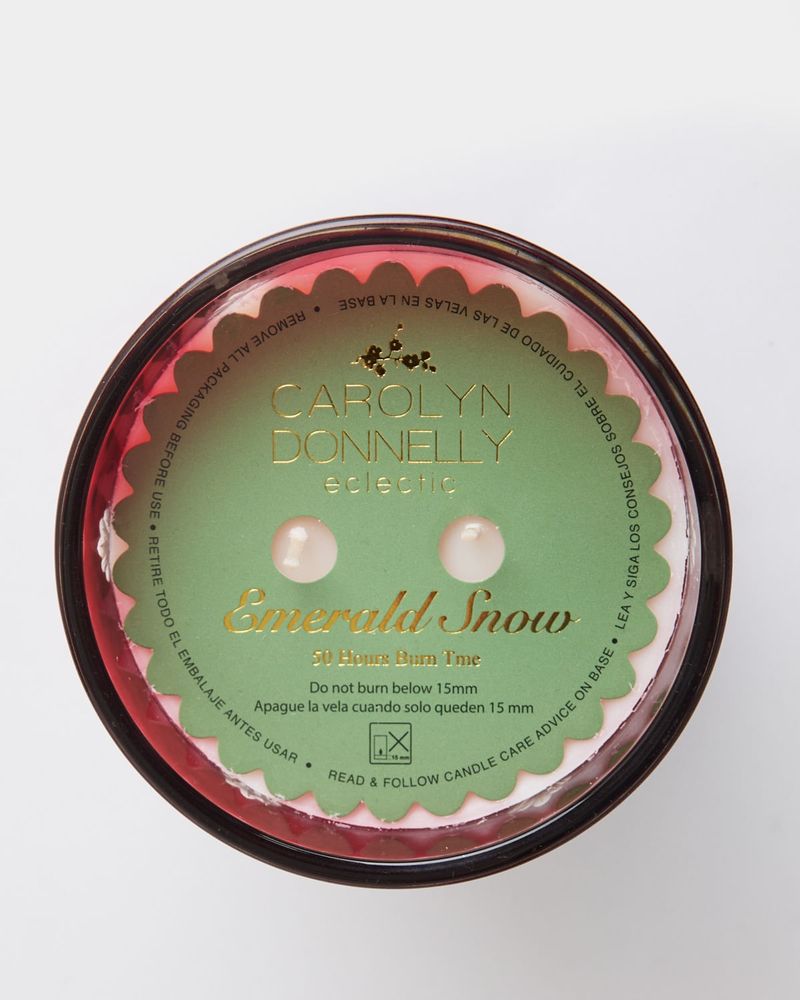 CAROLYN
DONNELLY
eclectic
Emerald Snow
50 Hours Burn Tme
Do not burn below 15mm
Apague la vela cuando solo queden 15 mm
15 mm
REMOVE ALL PACKAGING BEFORE USE • RETIRE TODO EL EMBALAJE ANTES USAR • READ & FOLLOW CANDLE CARE ADVICE ON BASE • LEA Y SIGA LOS CONSEJOS SOBRE EL CUIDADO DE LAS VELAS EN LA BASE •